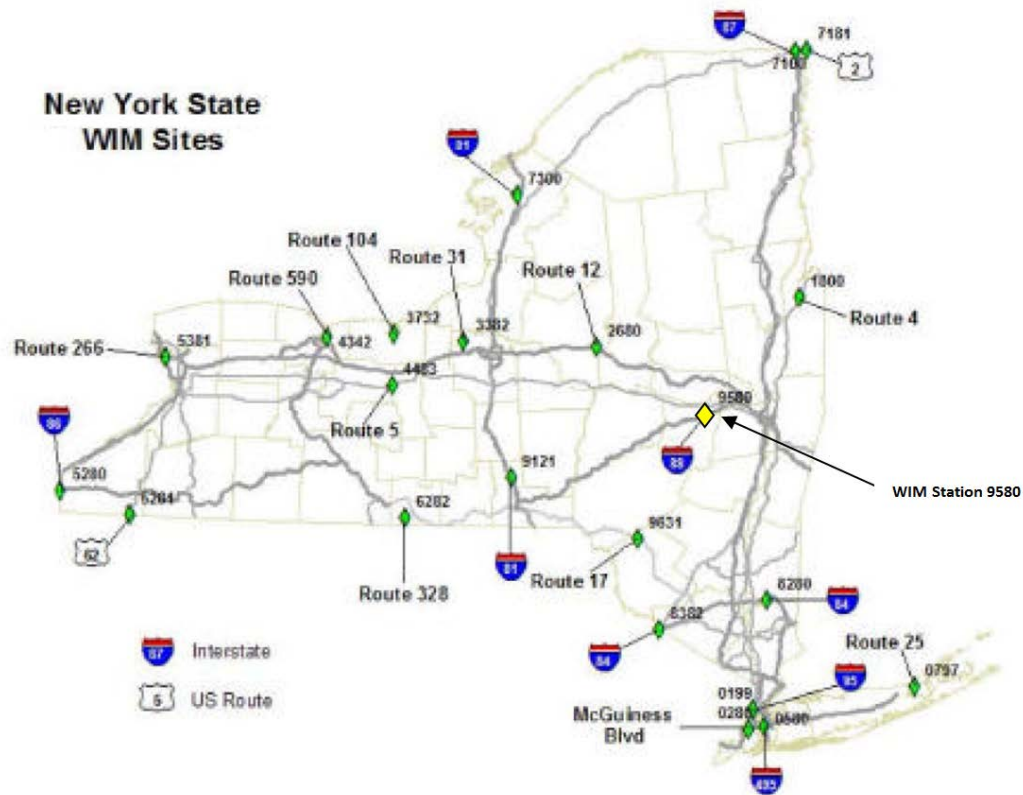 New York State
WIM Sites
87
7181
7100
2
81
7300
Route 104
Route 31
Route 12
Route 590
1800
Route 4
3732
3382
2680
4342
5381
Route 266
4483
9580
Route 5
86
88
9121
5280
WIM Station 9580
6282
62
9631
81
Route 17
Route 328
8280
84
8382
84
87 Interstate
Route 25
95
0797
5 US Route
0199
McGuiness
Blvd
0580
495